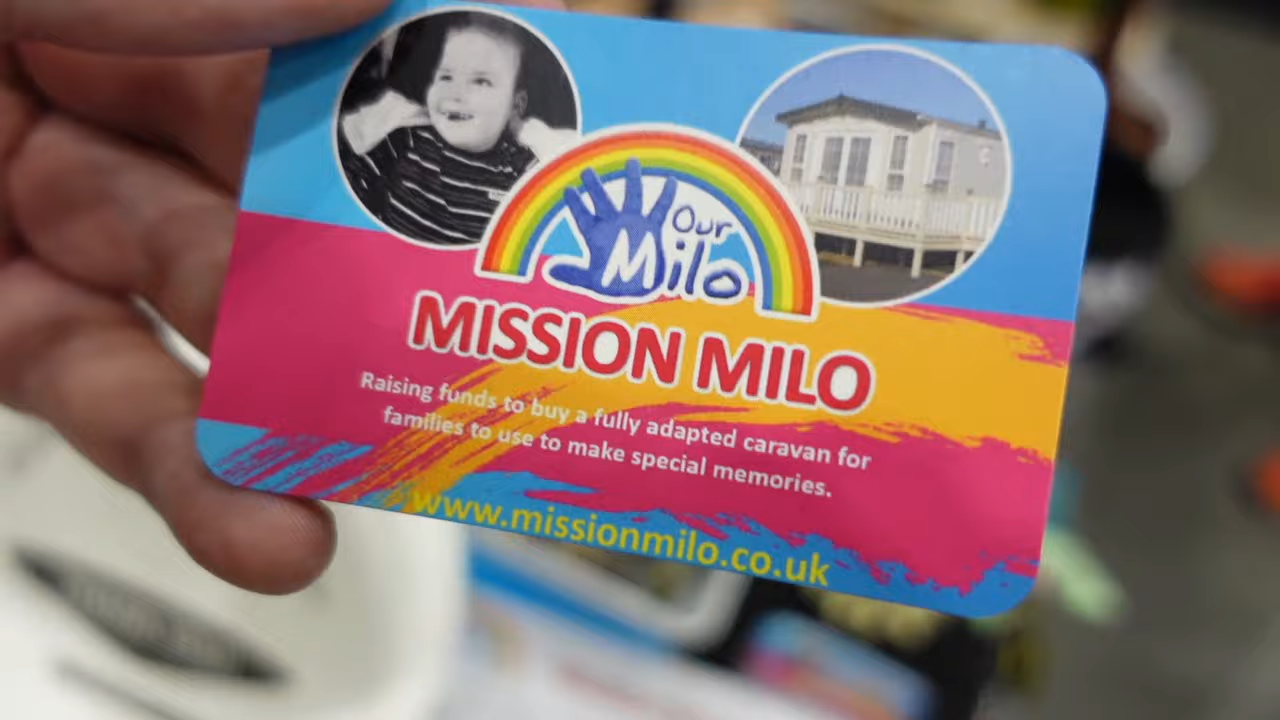 Our
Milo
MISSION MILO
Raising funds to buy a fully adapted caravan for
families to use to make special memories.
www.missionmilo.co.uk